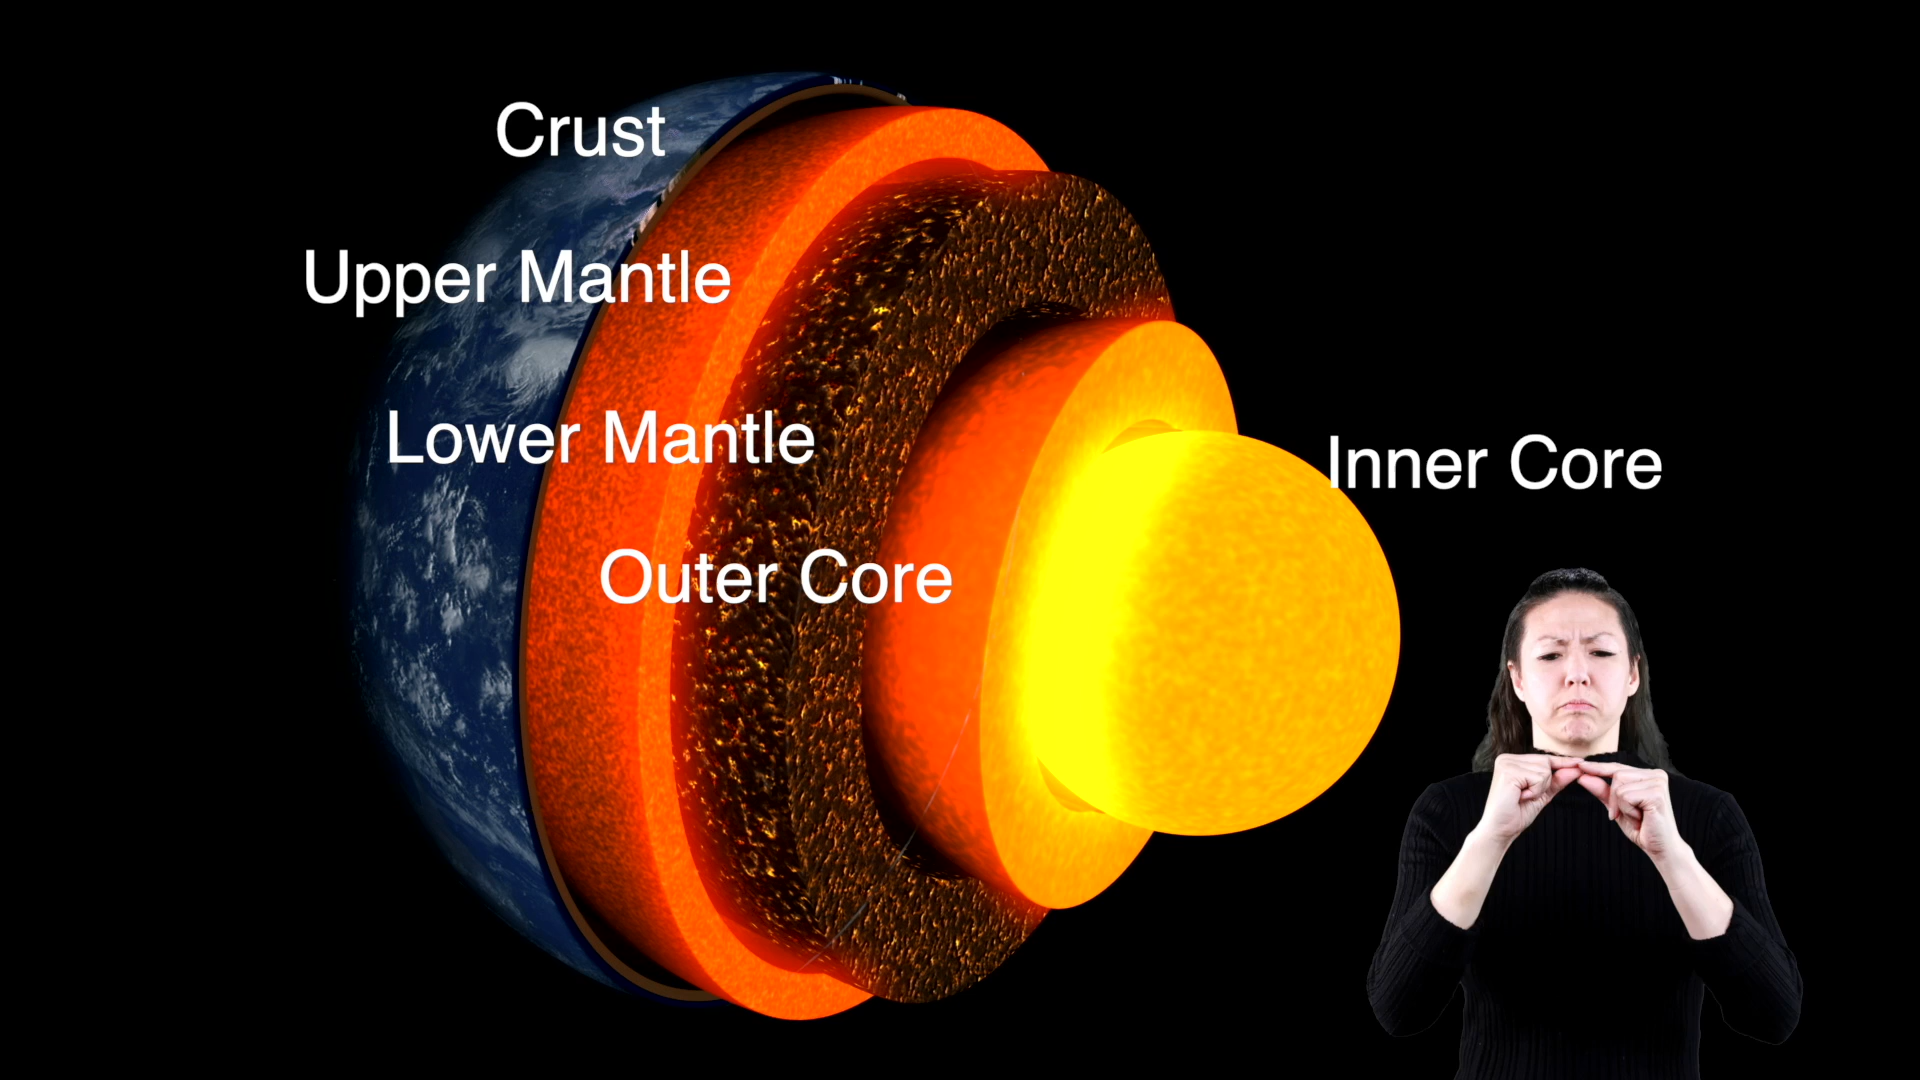 Crust
Upper Mantle
Lower Mantle
Outer Core
Inner Core